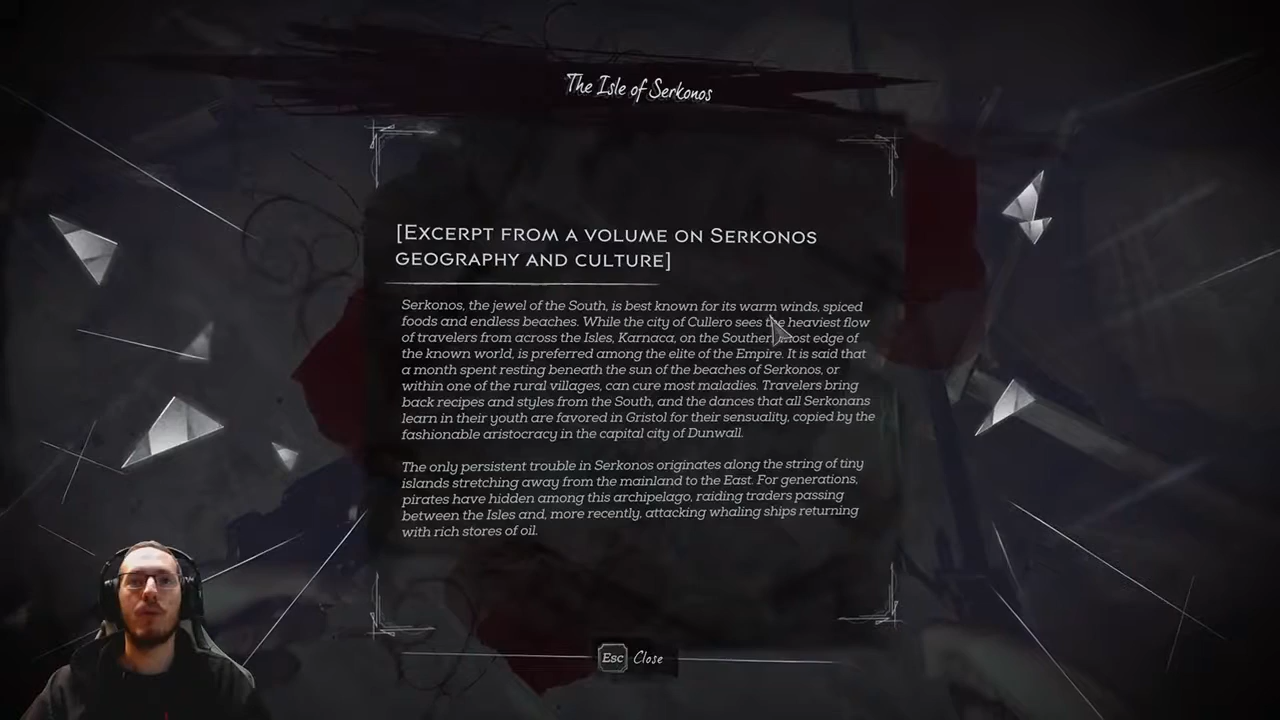 The Isle of Serkonos
[Excerpt from a volume on Serkonos
geography and culture]
Serkonos, the jewel of the South, is best known for its warm winds, spiced
foods and endless beaches. While the city of Cullero sees the heaviest flow
of travelers from across the Isles, Karnaca, on the Southernmost edge of
the known world, is preferred among the elite of the Empire. It is said that
a month spent resting beneath the sun of the beaches of Serkonos, or
within one of the rural villages, can cure most maladies. Travelers bring
back recipes and styles from the South, and the dances that all Serkonans
learn in their youth are favored in Gristol for their sensuality, copied by the
fashionable aristocracy in the capital city of Dunwall.
The only persistent trouble in Serkonos originates along the string of tiny
islands stretching away from the mainland to the East. For generations,
pirates have hidden among this archipelago, raiding traders passing
between the Isles and, more recently, attacking whaling ships returning
with rich stores of oil.
Esc Close